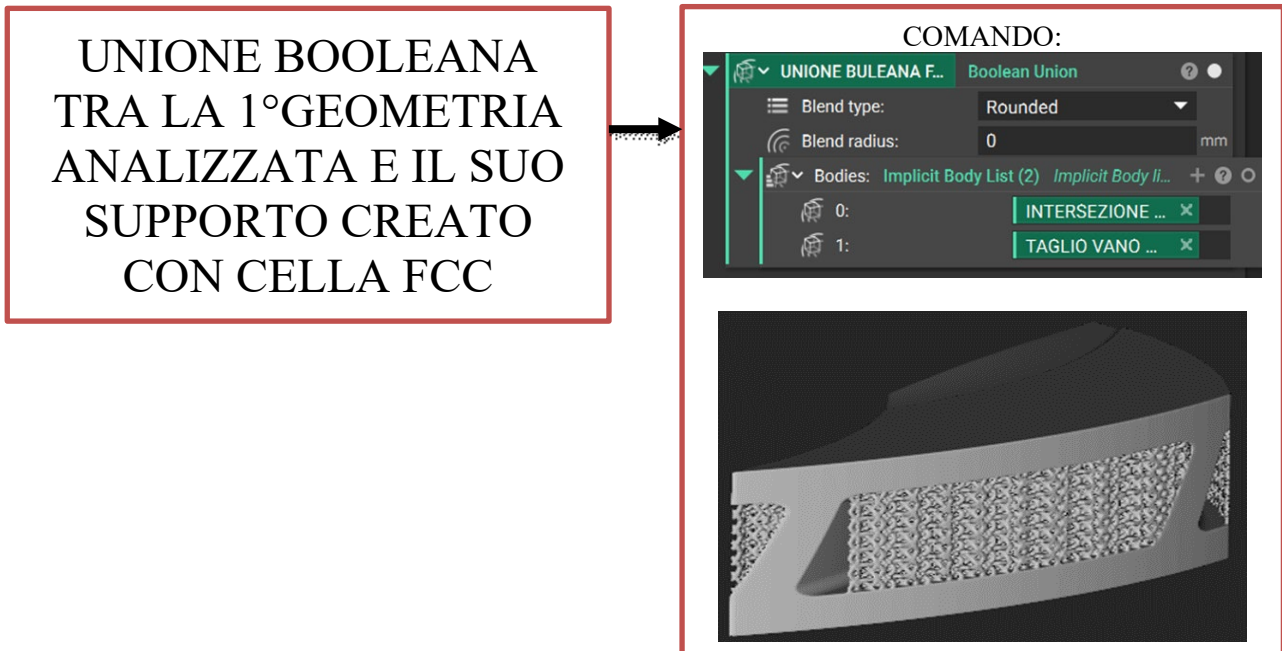 UNIONE BOOLEANA
TRA LA 1°GEOMETRIA
ANALIZZATA E IL SUO
SUPPORTO CREATO
CON CELLA FCC
COMANDO:
UNIONE BULEANA F... Boolean Union
Blend type: Rounded
Blend radius: 0 mm
Bodies: Implicit Body List (2) Implicit Body li...
0: INTERSEZIONE ...
1: TAGLIO VANO ...